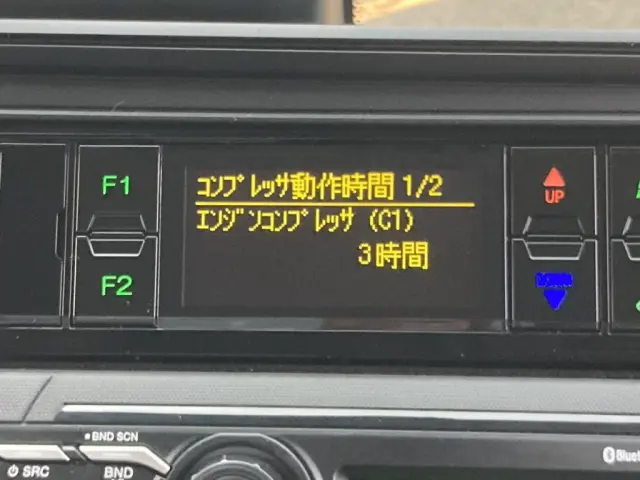 F1
F2
ｺﾝﾌﾟﾚｯｻ動作時間 1/2
ｴﾝｼﾞﾝｺﾝﾌﾟﾚｯｻ (C1)
3時間
UP
DOWN
BND SCN
SRC
BND